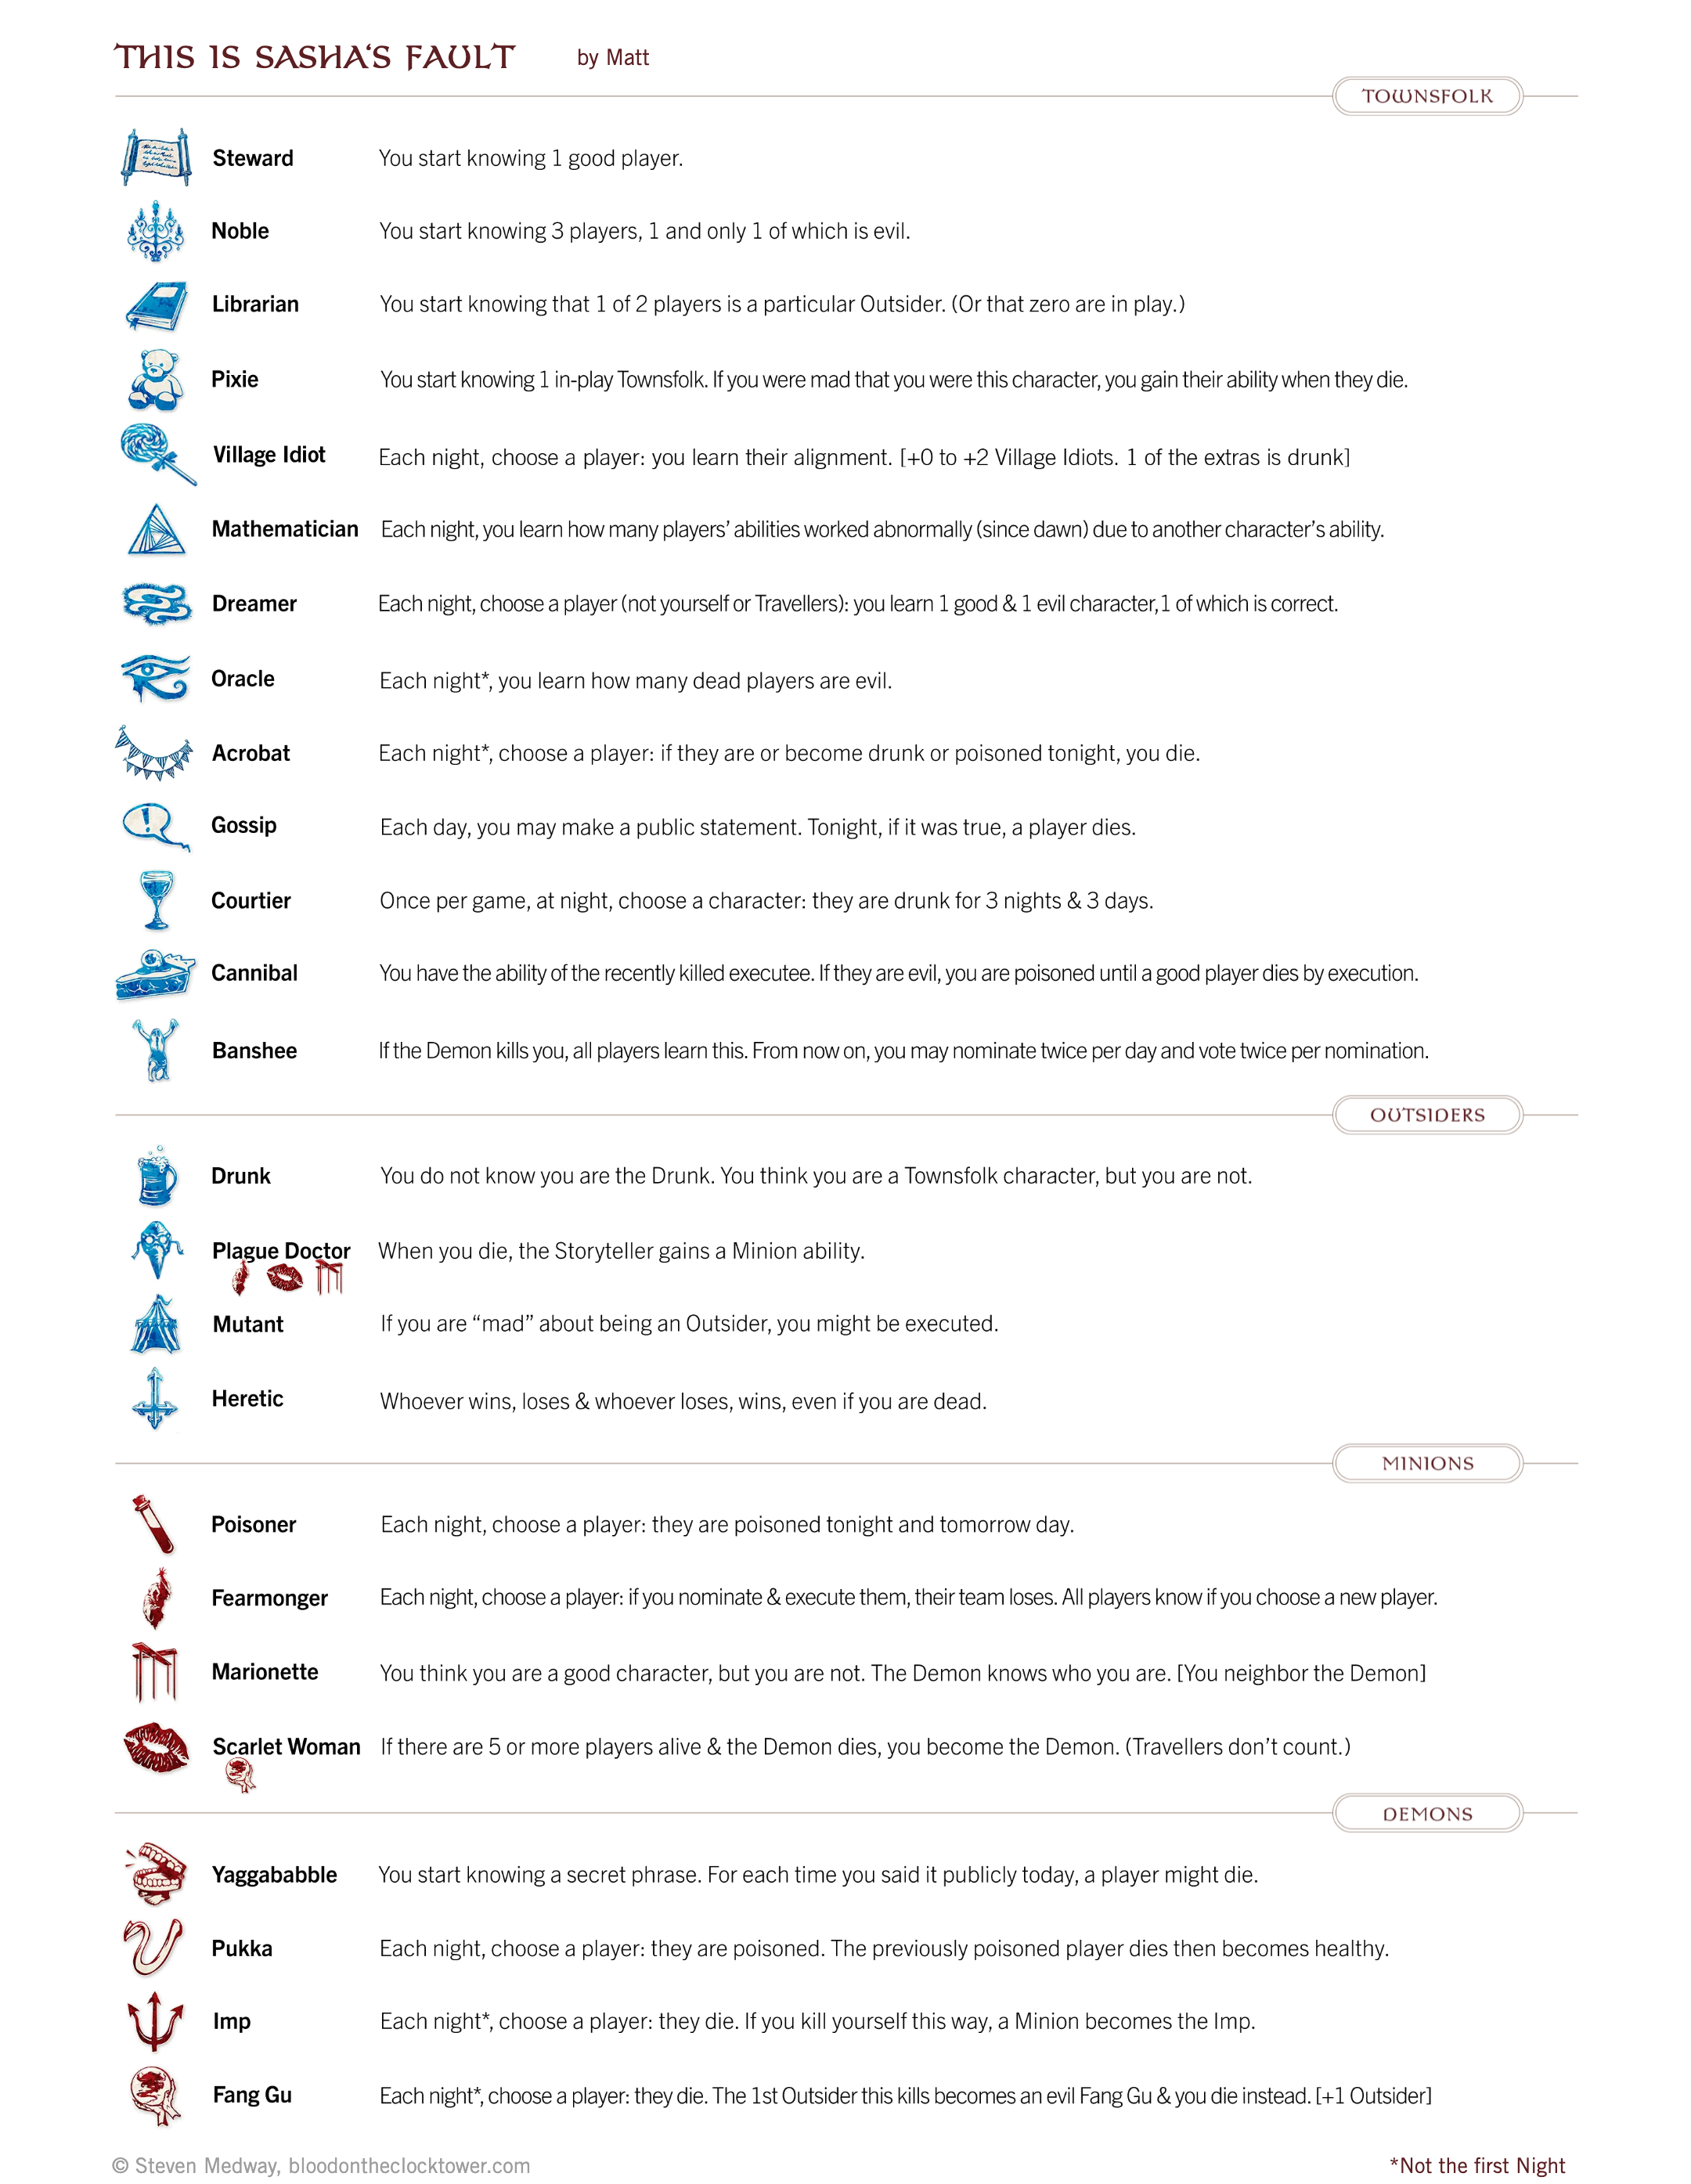 THIS IS SASHA'S FAULT by Matt
TOWNSFOLK
Steward You start knowing 1 good player.
Noble You start knowing 3 players, 1 and only 1 of which is evil.
Librarian You start knowing that 1 of 2 players is a particular Outsider. (Or that zero are in play.)
Pixie You start knowing 1 in-play Townsfolk. If you were mad that you were this character, you gain their ability when they die.
Village Idiot Each night, choose a player: you learn their alignment. [+0 to +2 Village Idiots. 1 of the extras is drunk]
Mathematician Each night, you learn how many players’ abilities worked abnormally (since dawn) due to another character’s ability.
Dreamer Each night, choose a player (not yourself or Travellers): you learn 1 good & 1 evil character, 1 of which is correct.
Oracle Each night*, you learn how many dead players are evil.
Acrobat Each night*, choose a player: if they are or become drunk or poisoned tonight, you die.
Gossip Each day, you may make a public statement. Tonight, if it was true, a player dies.
Courtier Once per game, at night, choose a character: they are drunk for 3 nights & 3 days.
Cannibal You have the ability of the recently killed executee. If they are evil, you are poisoned until a good player dies by execution.
Banshee If the Demon kills you, all players learn this. From now on, you may nominate twice per day and vote twice per nomination.
OUTSIDERS
Drunk You do not know you are the Drunk. You think you are a Townsfolk character, but you are not.
Plague Doctor When you die, the Storyteller gains a Minion ability.
Mutant If you are “mad” about being an Outsider, you might be executed.
Heretic Whoever wins, loses & whoever loses, wins, even if you are dead.
MINIONS
Poisoner Each night, choose a player: they are poisoned tonight and tomorrow day.
Fearmonger Each night, choose a player: if you nominate & execute them, their team loses. All players know if you choose a new player.
Marionette You think you are a good character, but you are not. The Demon knows who you are. [You neighbor the Demon]
Scarlet Woman If there are 5 or more players alive & the Demon dies, you become the Demon. (Travellers don’t count.)
DEMONS
Yaggababble You start knowing a secret phrase. For each time you said it publicly today, a player might die.
Pukka Each night, choose a player: they are poisoned. The previously poisoned player dies then becomes healthy.
Imp Each night*, choose a player: they die. If you kill yourself this way, a Minion becomes the Imp.
Fang Gu Each night*, choose a player: they die. The 1st Outsider this kills becomes an evil Fang Gu & you die instead. [+1 Outsider]
© Steven Medway, bloodontheclocktower.com *Not the first Night